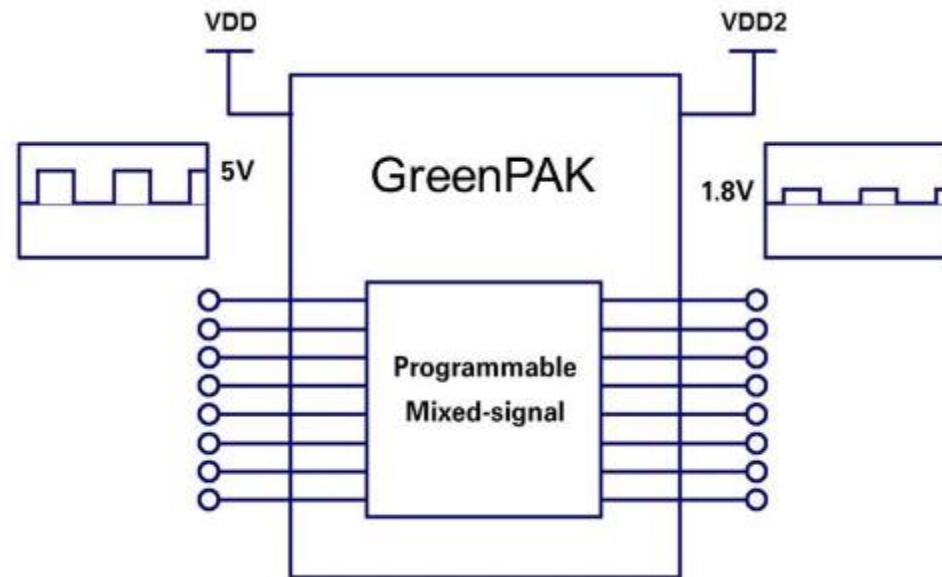 VDD
VDD2
5V
GreenPAK
1.8V
Programmable
Mixed-signal